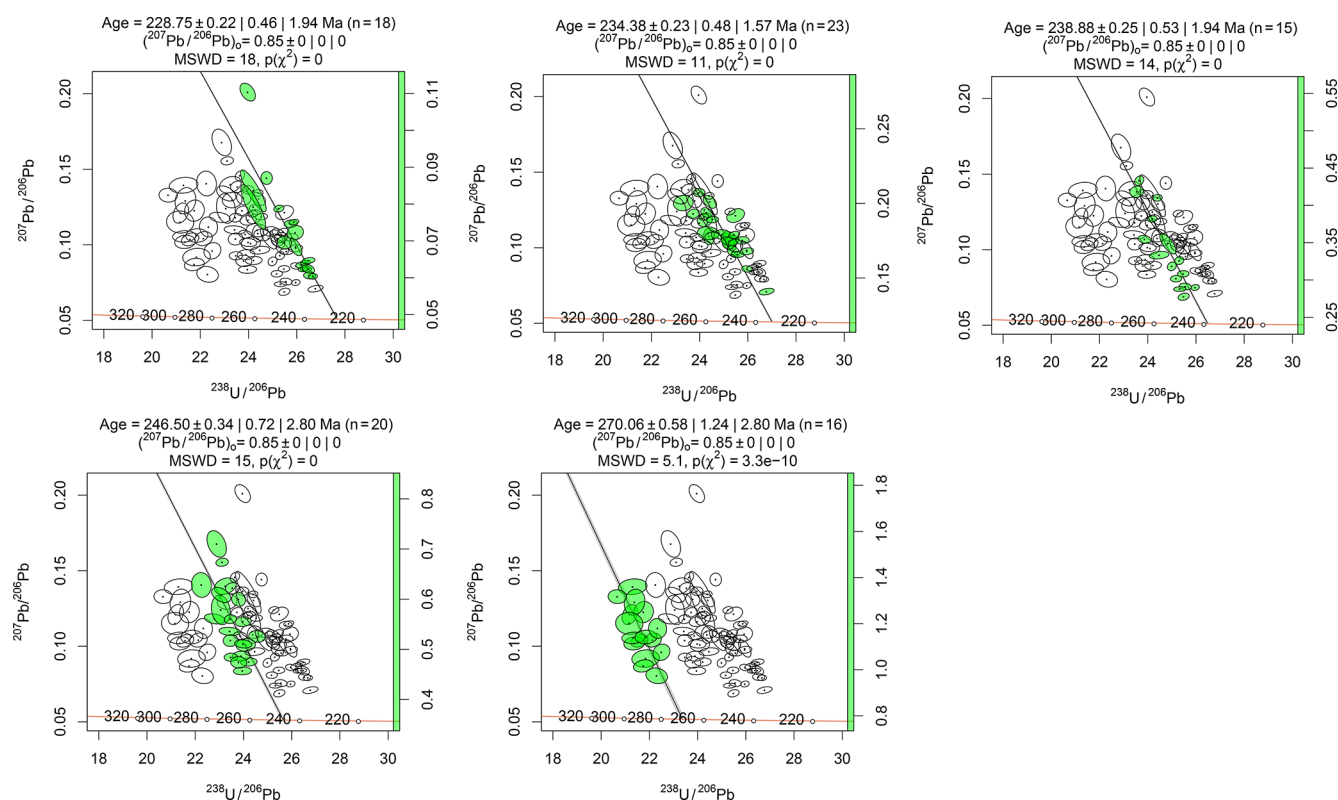 Age = 228.75 ± 0.22 | 0.46 | 1.94 Ma (n=18)
(207Pb/206Pb)o= 0.85 ± 0 | 0 | 0
MSWD = 18, p(χ2) = 0
0.20
0.15
0.10
0.05
207Pb/206Pb
320 300 280 260 240 220
18 20 22 24 26 28 30
238U/206Pb
0.11
0.09
0.07
0.05
Age = 234.38 ± 0.23 | 0.48 | 1.57 Ma (n=23)
(207Pb/206Pb)o= 0.85 ± 0 | 0 | 0
MSWD = 11, p(χ2) = 0
0.20
0.15
0.10
0.05
207Pb/206Pb
320 300 280 260 240 220
18 20 22 24 26 28 30
238U/206Pb
0.25
0.20
0.15
Age = 238.88 ± 0.25 | 0.53 | 1.94 Ma (n=15)
(207Pb/206Pb)o= 0.85 ± 0 | 0 | 0
MSWD = 14, p(χ2) = 0
0.20
0.15
0.10
0.05
207Pb/206Pb
320 300 280 260 240 220
18 20 22 24 26 28 30
238U/206Pb
0.55
0.45
0.35
0.25
Age = 246.50 ± 0.34 | 0.72 | 2.80 Ma (n=20)
(207Pb/206Pb)o= 0.85 ± 0 | 0 | 0
MSWD = 15, p(χ2) = 0
0.20
0.15
0.10
0.05
207Pb/206Pb
320 300 280 260 240 220
18 20 22 24 26 28 30
238U/206Pb
0.8
0.7
0.6
0.5
0.4
Age = 270.06 ± 0.58 | 1.24 | 2.80 Ma (n=16)
(207Pb/206Pb)o= 0.85 ± 0 | 0 | 0
MSWD = 5.1, p(χ2) = 3.3e−10
0.20
0.15
0.10
0.05
207Pb/206Pb
320 300 280 260 240 220
18 20 22 24 26 28 30
238U/206Pb
1.8
1.6
1.4
1.2
1.0
0.8